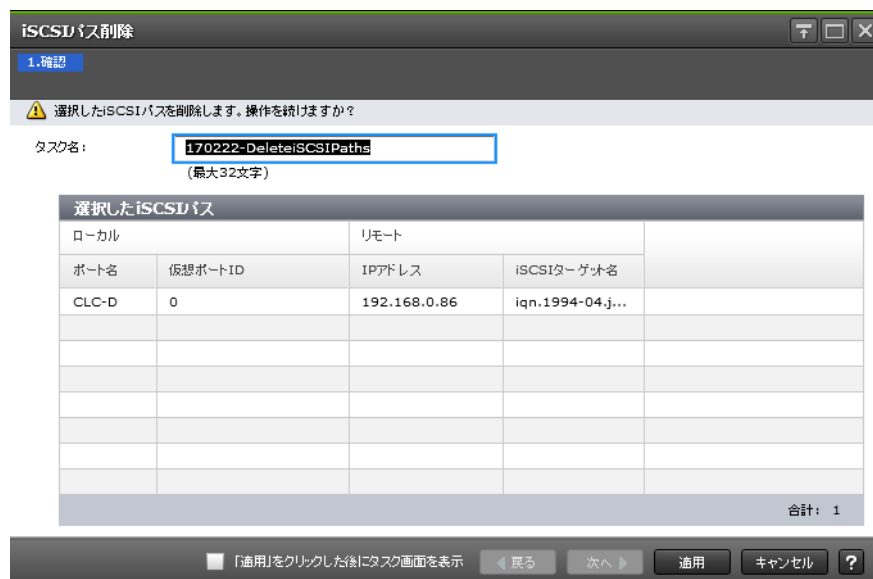 iSCSIパス削除
1.確認
選択したiSCSIパスを削除します。操作を続けますか？
タスク名： 170222-DeleteiSCSIPaths
(最大32文字)
選択したiSCSIパス
ローカル リモート
ポート名 仮想ポートID IPアドレス iSCSIターゲット名
CLC-D 0 192.168.0.86 iqn.1994-04.j...
合計： 1
「適用」をクリックした後にタスク画面を表示 戻る 次へ 適用 キャンセル ?